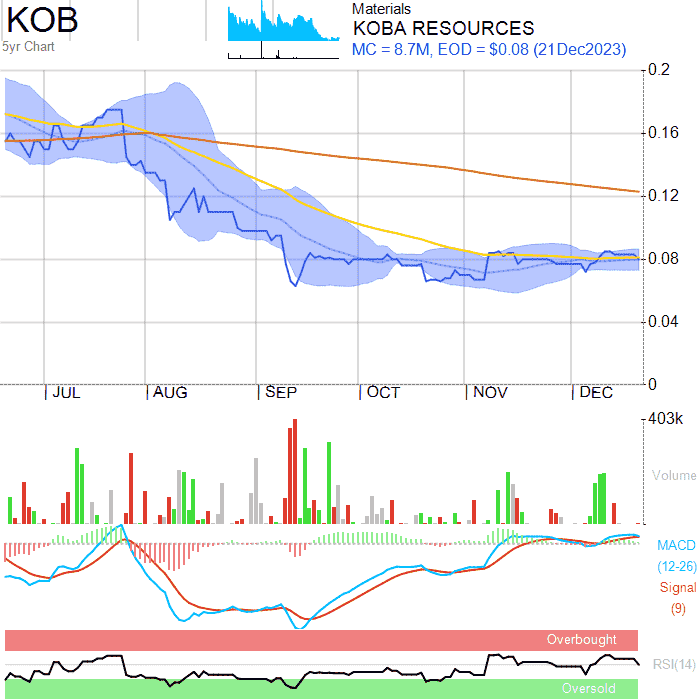 KOB
5yr Chart
Materials
KOBA RESOURCES
MC = 8.7M, EOD = $0.08 (21Dec2023)
0.2
0.16
0.12
0.08
0.04
0
JUL AUG SEP OCT NOV DEC
403k
Volume
MACD
(12-26)
Signal
(9)
Overbought
RSI(14)
Oversold